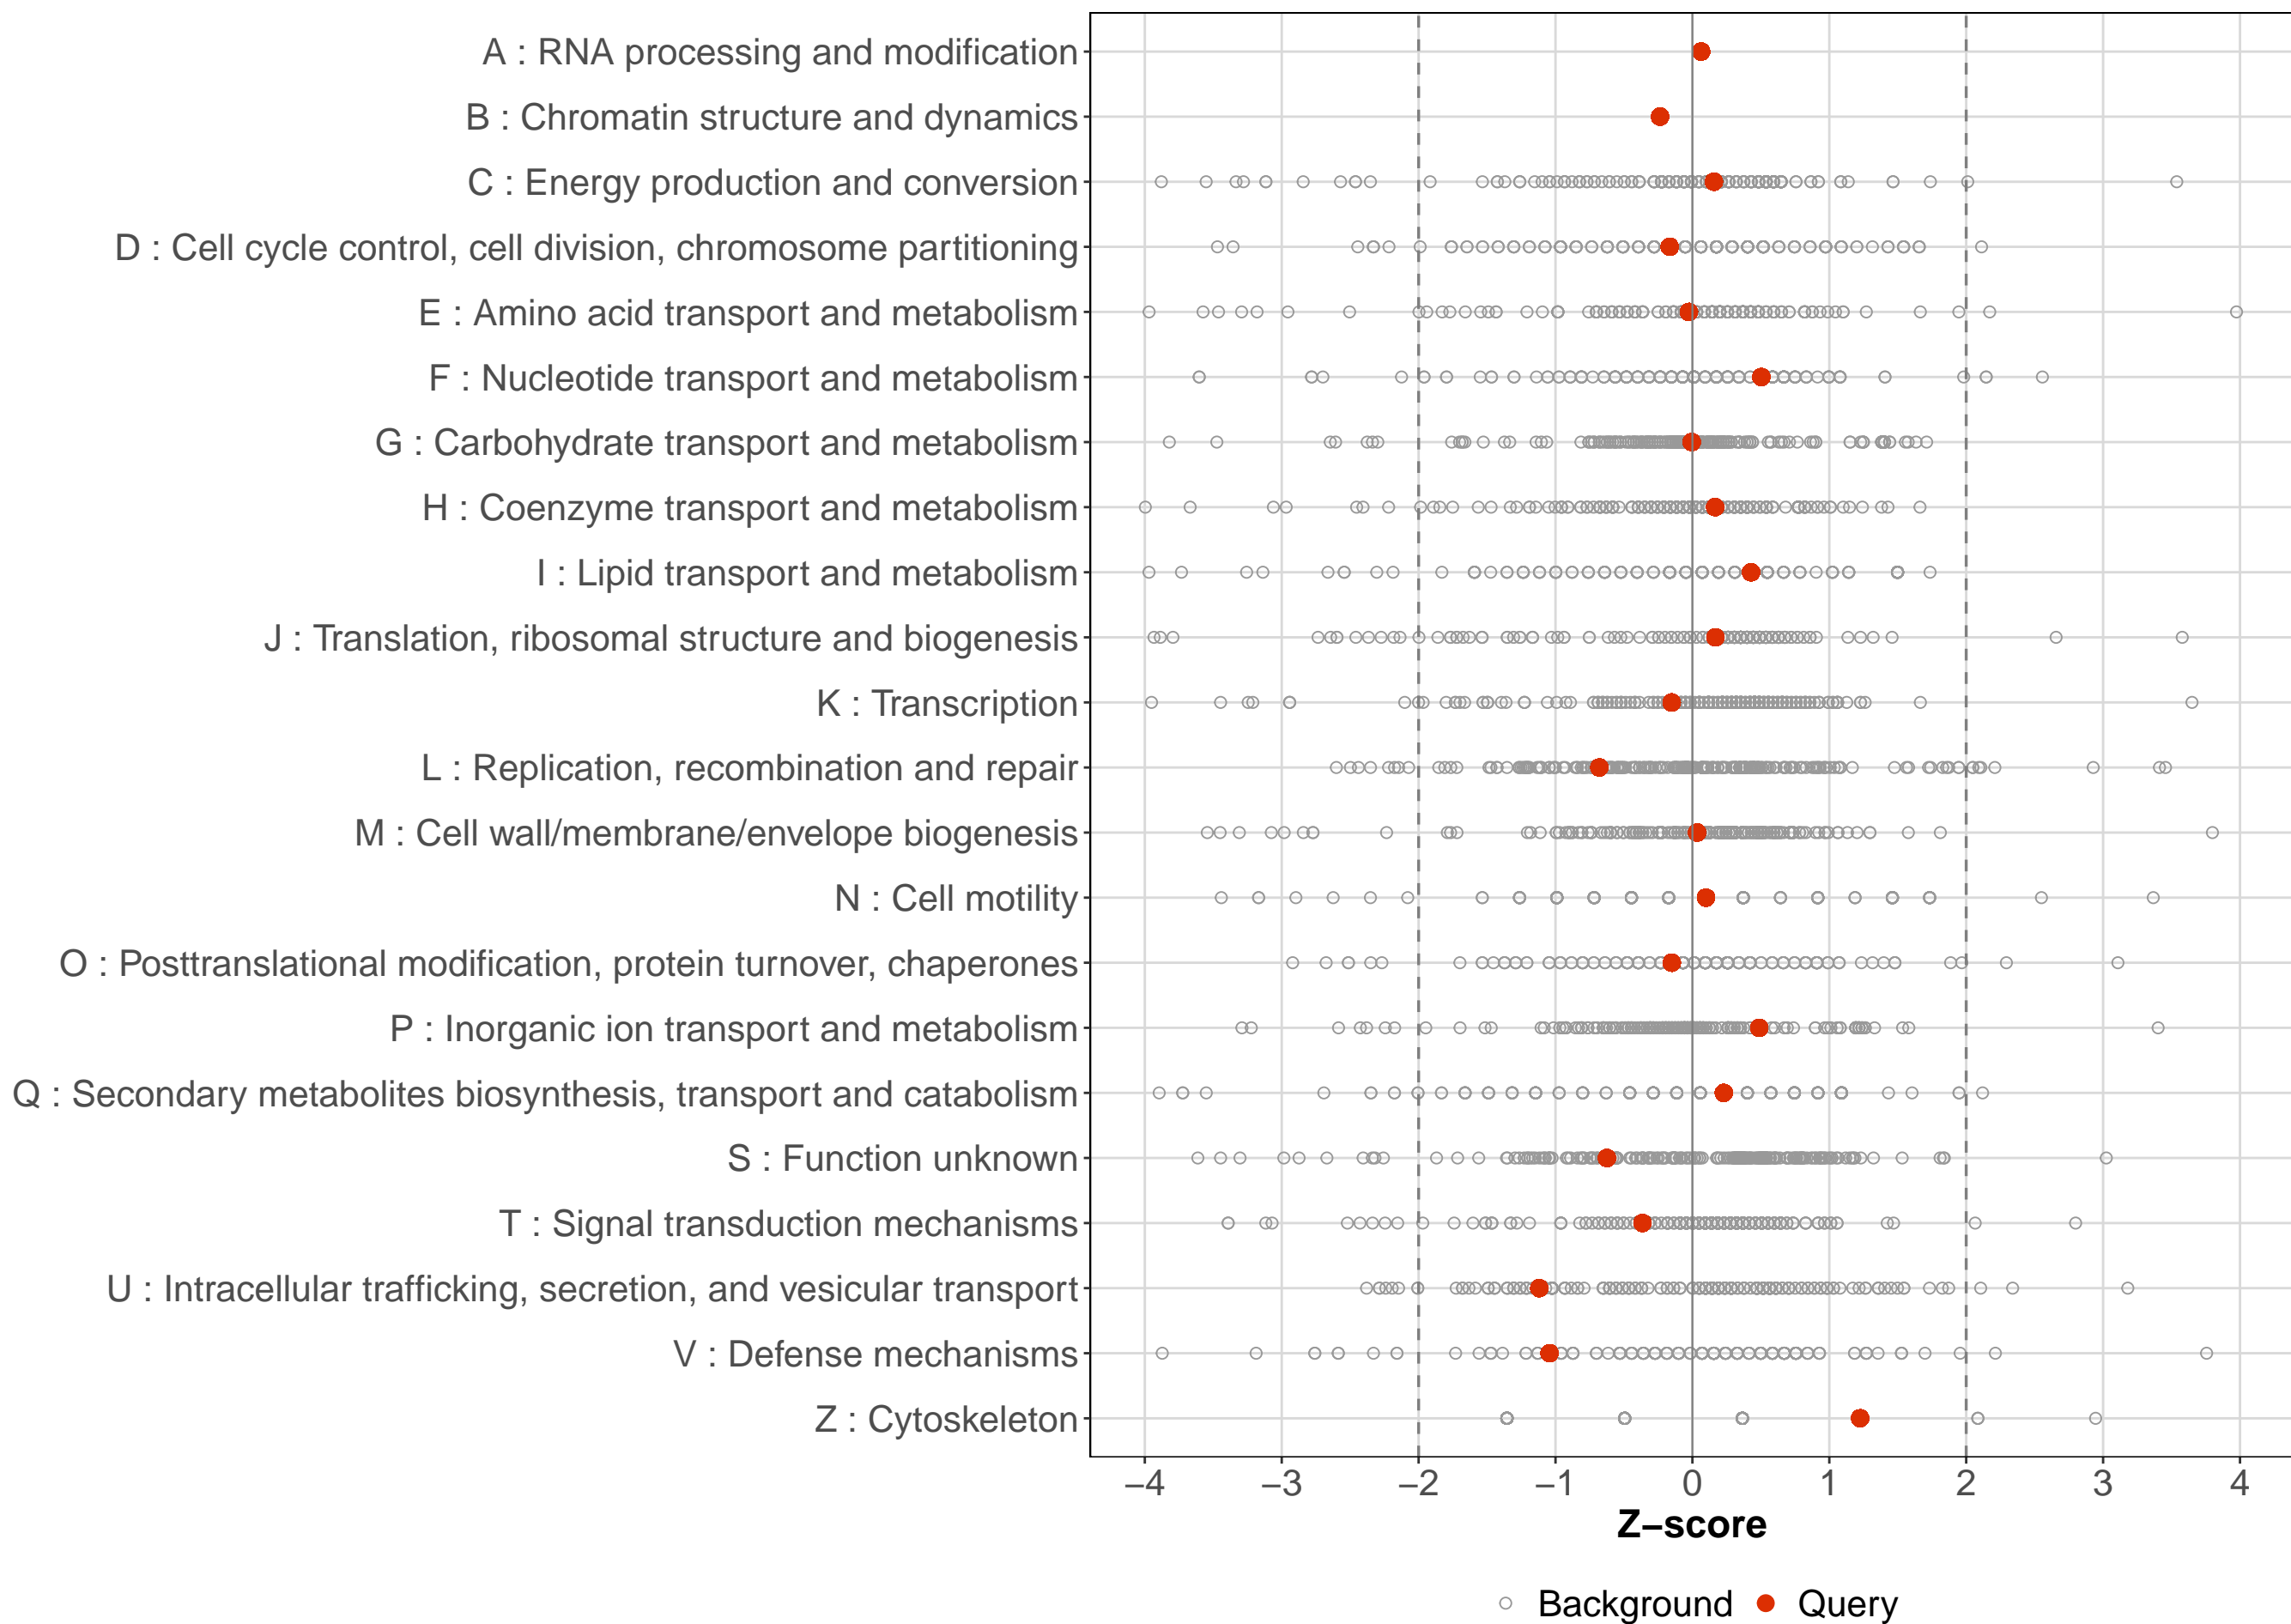 A : RNA processing and modification
B : Chromatin structure and dynamics
C : Energy production and conversion
D : Cell cycle control, cell division, chromosome partitioning
E : Amino acid transport and metabolism
F : Nucleotide transport and metabolism
G : Carbohydrate transport and metabolism
H : Coenzyme transport and metabolism
I : Lipid transport and metabolism
J : Translation, ribosomal structure and biogenesis
K : Transcription
L : Replication, recombination and repair
M : Cell wall/membrane/envelope biogenesis
N : Cell motility
O : Posttranslational modification, protein turnover, chaperones
P : Inorganic ion transport and metabolism
Q : Secondary metabolites biosynthesis, transport and catabolism
S : Function unknown
T : Signal transduction mechanisms
U : Intracellular trafficking, secretion, and vesicular transport
V : Defense mechanisms
Z : Cytoskeleton
−4 −3 −2 −1 0 1 2 3 4
Z−score
Background Query